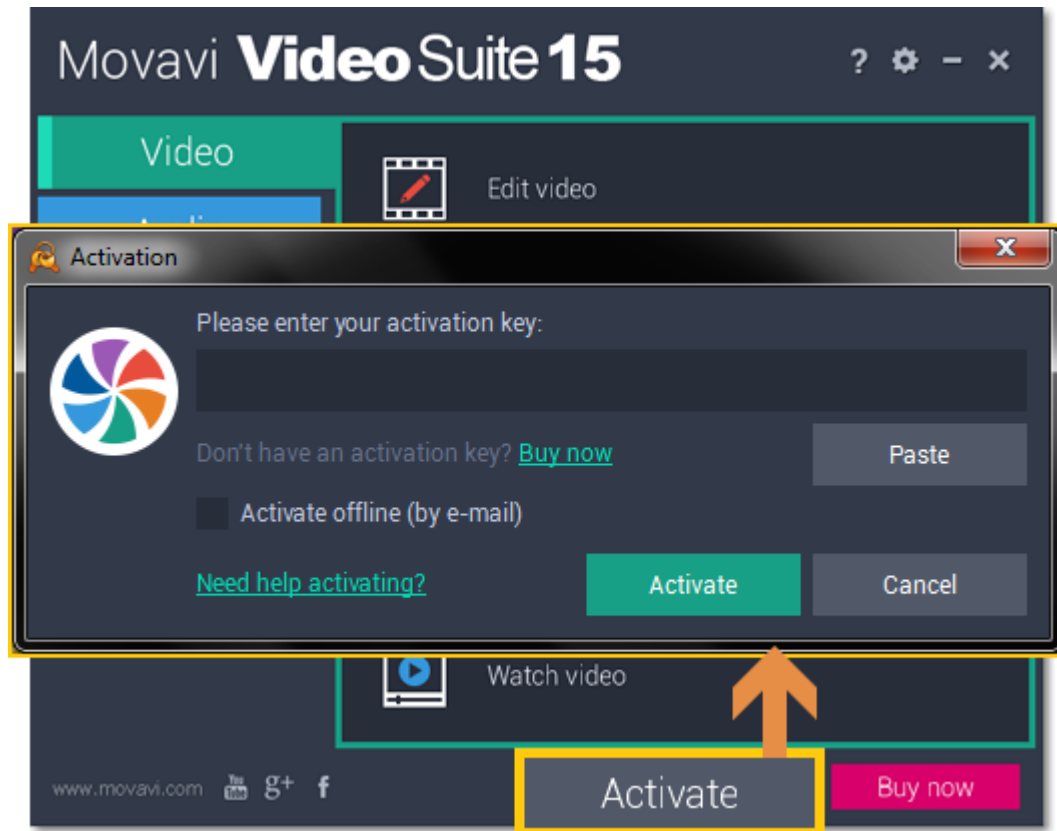 Movavi Video Suite 15 ? - ×
Video
Edit video
Activation
Please enter your activation key:
Don't have an activation key? Buy now
Paste
Activate offline (by e-mail)
Need help activating?
Activate
Cancel
Watch video
www.movavi.com You Tube g+ f
Activate
Buy now